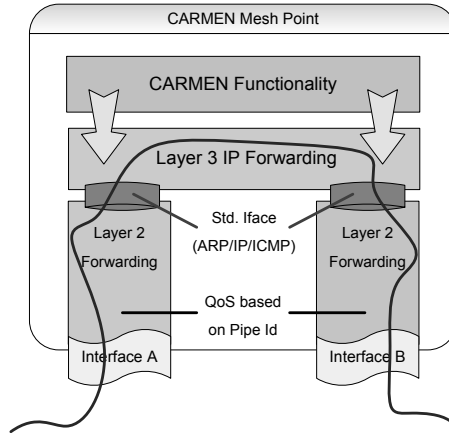 CARMEN Mesh Point
CARMEN Functionality
Layer 3 IP Forwarding
Std. Iface
(ARP/IP/ICMP)
Layer 2
Forwarding
Layer 2
Forwarding
QoS based
on Pipe Id
Interface A
Interface B